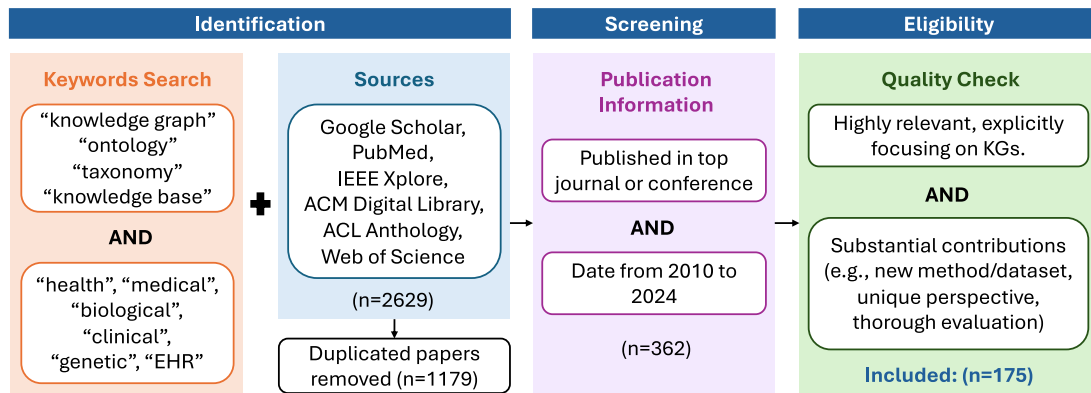 Identification
Keywords Search
“knowledge graph”
“ontology”
“taxonomy”
“knowledge base”
AND
“health”, “medical”,
“biological”,
“clinical”,
“genetic”, “EHR”
Sources
Google Scholar,
PubMed,
IEEE Xplore,
ACM Digital Library,
ACL Anthology,
Web of Science
(n=2629)
Duplicated papers
removed (n=1179)
Screening
Publication
Information
Published in top
journal or conference
AND
Date from 2010 to
2024
(n=362)
Eligibility
Quality Check
Highly relevant, explicitly
focusing on KGs.
AND
Substantial contributions
(e.g., new method/dataset,
unique perspective,
thorough evaluation)
Included: (n=175)